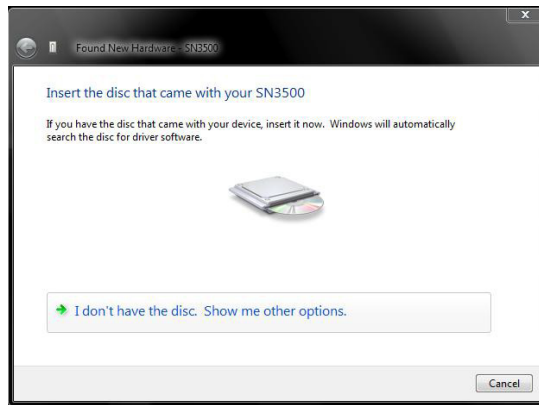 x
Found New Hardware - SN3500
Insert the disc that came with your SN3500
If you have the disc that came with your device, insert it now.  Windows will automatically
search the disc for driver software.
I don't have the disc.  Show me other options.
Cancel